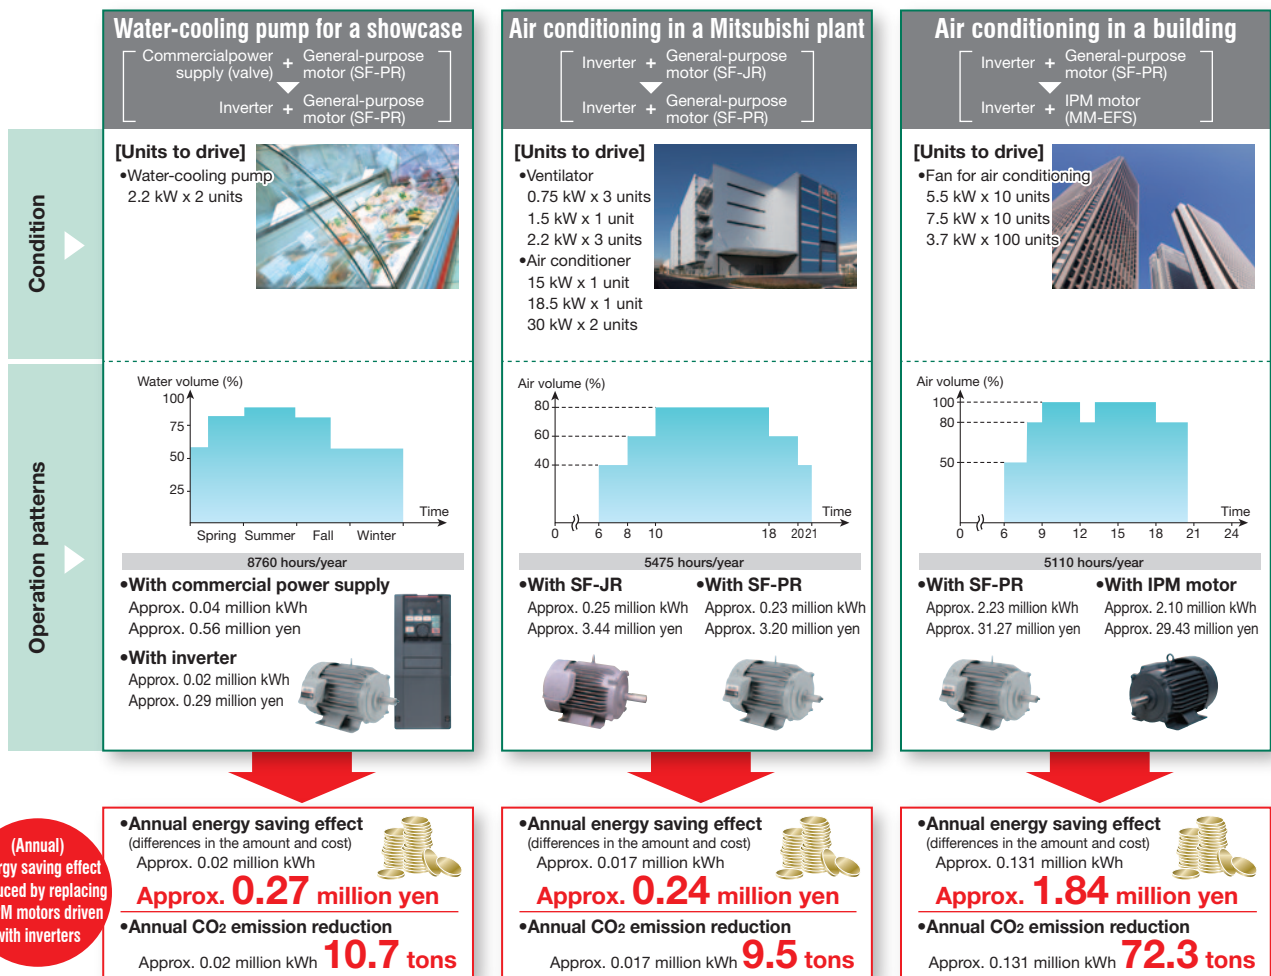 Water-cooling pump for a showcase
Commercialpower supply (valve) + General-purpose motor (SF-PR)
Inverter + General-purpose motor (SF-PR)
Air conditioning in a Mitsubishi plant
Inverter + General-purpose motor (SF-JR)
Inverter + General-purpose motor (SF-PR)
Air conditioning in a building
Inverter + General-purpose motor (SF-PR)
Inverter + IPM motor (MM-EFS)
Condition
[Units to drive]
•Water-cooling pump
2.2 kW x 2 units
[Units to drive]
•Ventilator
0.75 kW x 3 units
1.5 kW x 1 unit
2.2 kW x 3 units
•Air conditioner
15 kW x 1 unit
18.5 kW x 1 unit
30 kW x 2 units
[Units to drive]
•Fan for air conditioning
5.5 kW x 10 units
7.5 kW x 10 units
3.7 kW x 100 units
Operation patterns
Water volume (%)
100
75
50
25
Time
Spring Summer Fall Winter
8760 hours/year
•With commercial power supply
Approx. 0.04 million kWh
Approx. 0.56 million yen
•With inverter
Approx. 0.02 million kWh
Approx. 0.29 million yen
Air volume (%)
80
60
40
Time
0 6 8 10 18 20 21
5475 hours/year
•With SF-JR
Approx. 0.25 million kWh
Approx. 3.44 million yen
•With SF-PR
Approx. 0.23 million kWh
Approx. 3.20 million yen
Air volume (%)
100
80
50
Time
0 6 9 12 15 18 21 24
5110 hours/year
•With SF-PR
Approx. 2.23 million kWh
Approx. 31.27 million yen
•With IPM motor
Approx. 2.10 million kWh
Approx. 29.43 million yen
(Annual)
rgy saving effect
uced by replacing
M motors driven
with inverters
•Annual energy saving effect
(differences in the amount and cost)
Approx. 0.02 million kWh
Approx. 0.27 million yen
•Annual CO2 emission reduction
Approx. 0.02 million kWh 10.7 tons
•Annual energy saving effect
(differences in the amount and cost)
Approx. 0.017 million kWh
Approx. 0.24 million yen
•Annual CO2 emission reduction
Approx. 0.017 million kWh 9.5 tons
•Annual energy saving effect
(differences in the amount and cost)
Approx. 0.131 million kWh
Approx. 1.84 million yen
•Annual CO2 emission reduction
Approx. 0.131 million kWh 72.3 tons